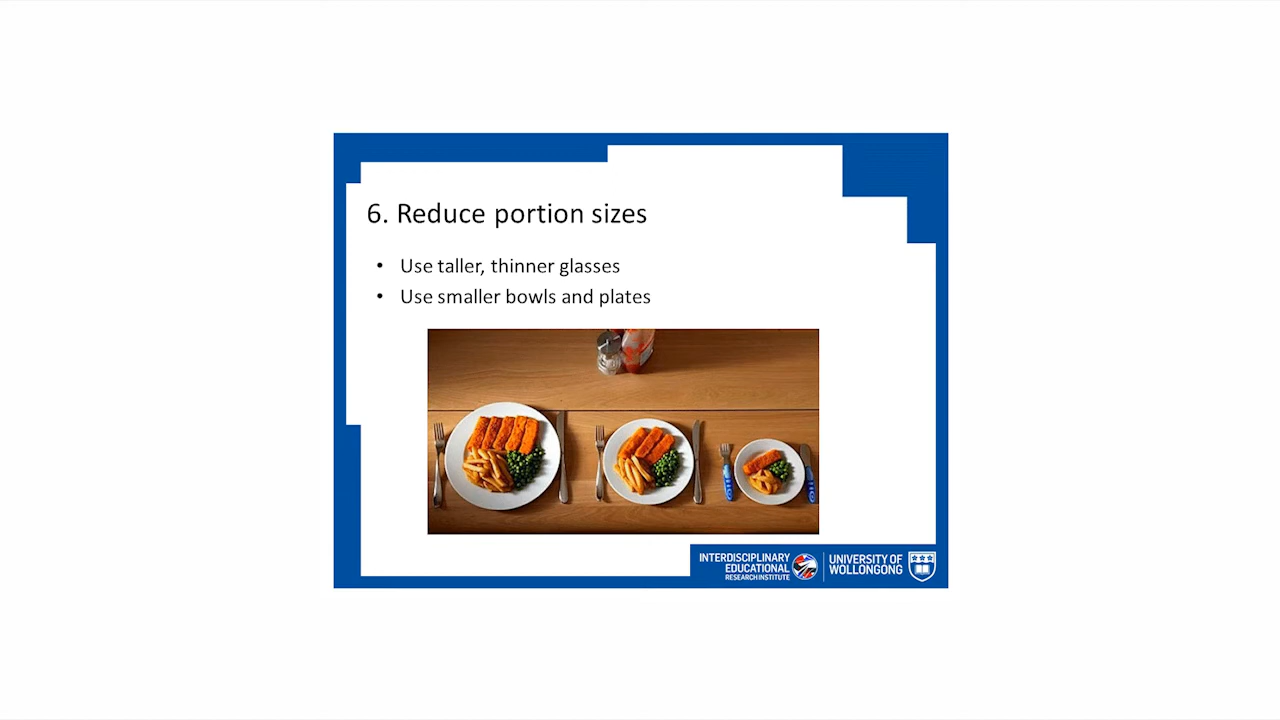 6. Reduce portion sizes
• Use taller, thinner glasses
• Use smaller bowls and plates
INTERDISCIPLINARY
EDUCATIONAL
RESEARCH INSTITUTE
UNIVERSITY OF
WOLLONGONG